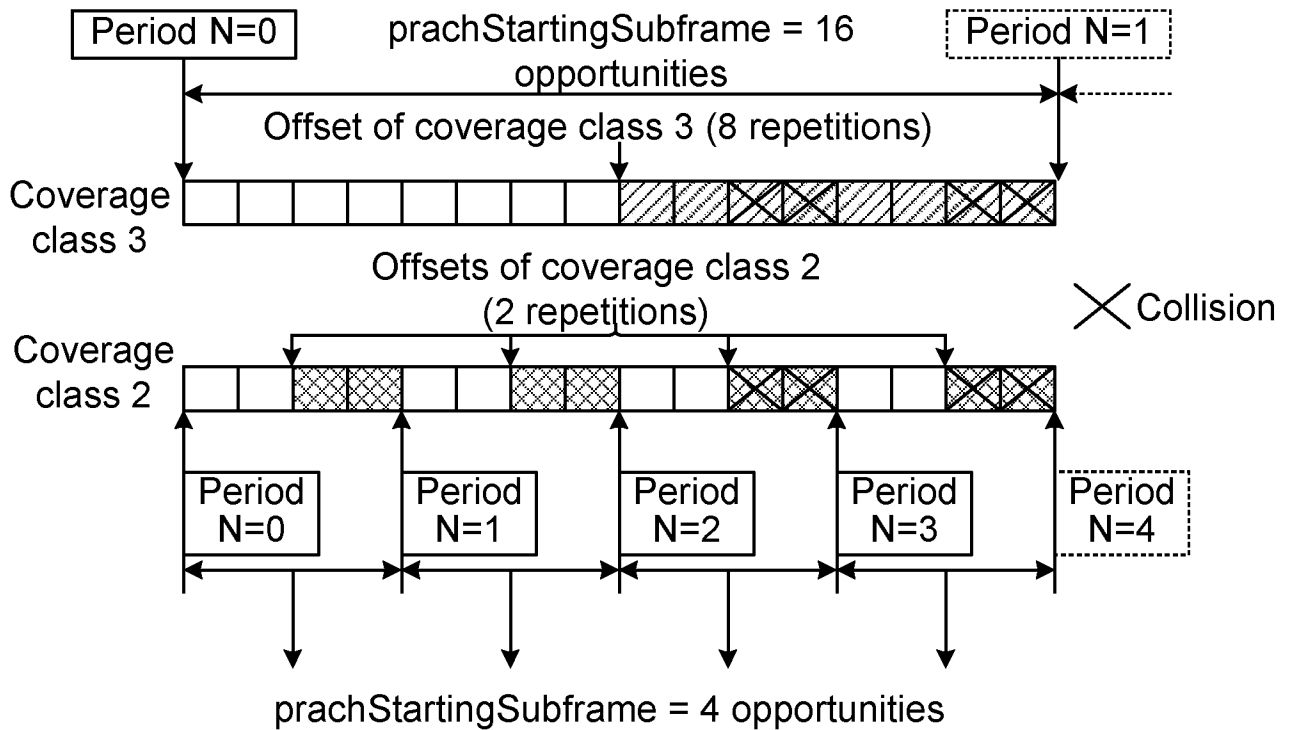 Period N=0
prachStartingSubframe = 16
opportunities
Period N=1
Offset of coverage class 3 (8 repetitions)
Coverage
class 3
Offsets of coverage class 2
(2 repetitions)
Collision
Coverage
class 2
Period
N=0
Period
N=1
Period
N=2
Period
N=3
Period
N=4
prachStartingSubframe = 4 opportunities